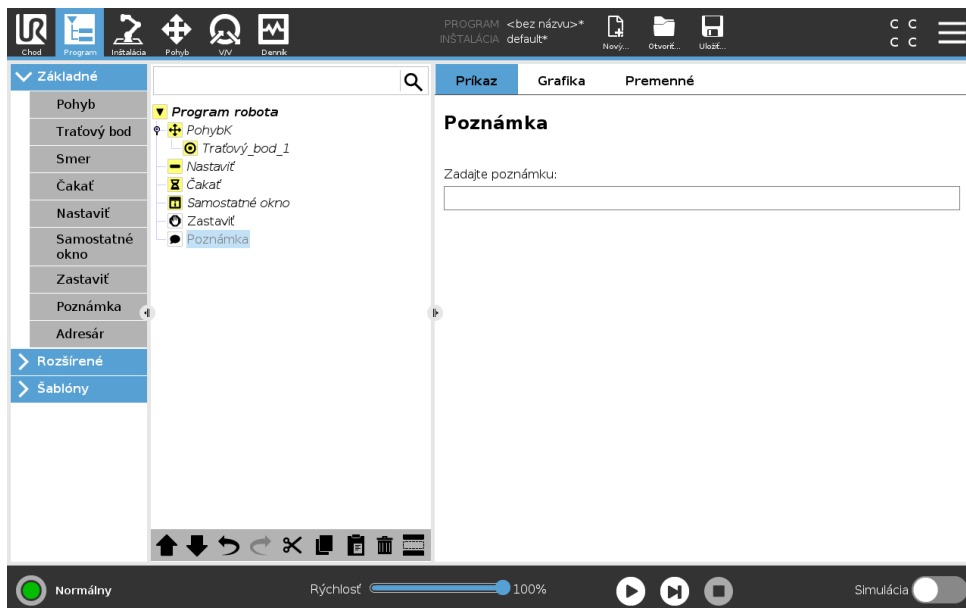 UR
Chod
Program
Inštalácia
Pohyb
V/V
Denník
PROGRAM <bez názvu>*
INŠTALÁCIA default*
Nový...
Otvoriť...
Uložiť...
C C
C C
Základné
Pohyb
Traťový bod
Smer
Čakať
Nastaviť
Samostatné
okno
Zastaviť
Poznámka
Adresár
Rozšírené
Šablóny
Program robota
PohybK
Traťový_bod_1
Nastaviť
Čakať
Samostatné okno
Zastaviť
Poznámka
Príkaz Grafika Premenné
Poznámka
Zadajte poznámku:
Normálny
Rýchlosť 100%
Simulácia